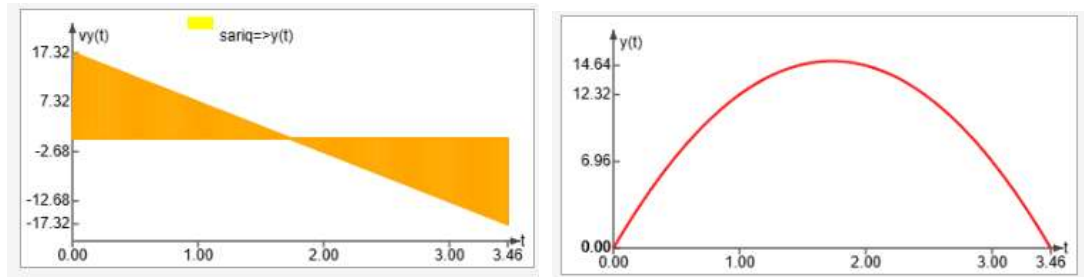 vy(t)
sariq=>y(t)
17.32
7.32
-2.68
-12.68
-17.32
t
0.00 1.00 2.00 3.00 3.46
y(t)
14.64
12.32
6.96
0.00
t
0.00 1.00 2.00 3.00 3.46